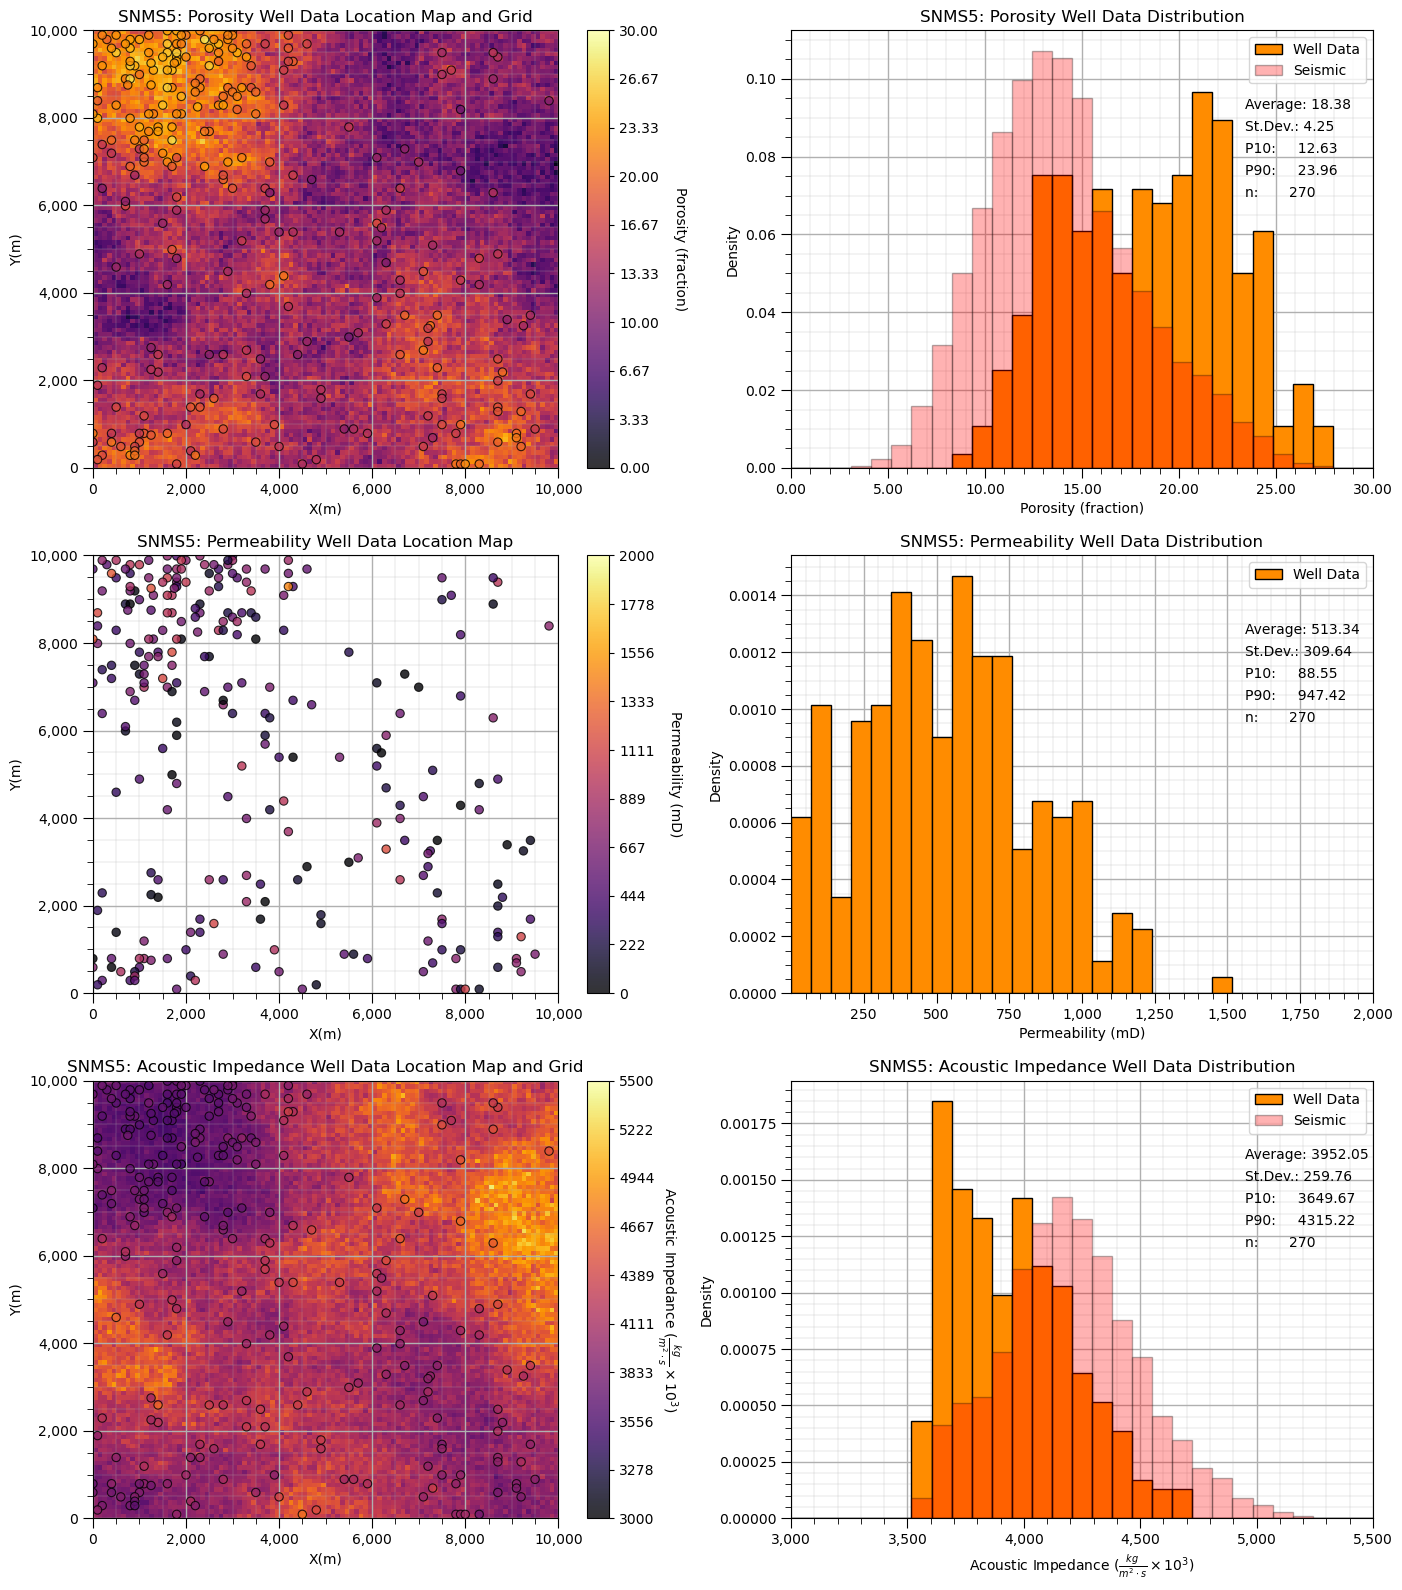 SNMS5: Porosity Well Data Location Map and Grid
10,000
8,000
6,000
4,000
2,000
0
Y(m)
0 2,000 4,000 6,000 8,000 10,000
X(m)
30.00
26.67
23.33
20.00
16.67
13.33
10.00
6.67
3.33
0.00
Porosity (fraction)
SNMS5: Porosity Well Data Distribution
Well Data
Seismic
Average: 18.38
St.Dev.: 4.25
P10: 12.63
P90: 23.96
n: 270
0.10
0.08
0.06
0.04
0.02
0.00
Density
0.00 5.00 10.00 15.00 20.00 25.00 30.00
Porosity (fraction)
SNMS5: Permeability Well Data Location Map
10,000
8,000
6,000
4,000
2,000
0
Y(m)
0 2,000 4,000 6,000 8,000 10,000
X(m)
2000
1778
1556
1333
1111
889
667
444
222
0
Permeability (mD)
SNMS5: Permeability Well Data Distribution
Well Data
Average: 513.34
St.Dev.: 309.64
P10: 88.55
P90: 947.42
n: 270
0.0014
0.0012
0.0010
0.0008
0.0006
0.0004
0.0002
0.0000
Density
250 500 750 1,000 1,250 1,500 1,750 2,000
Permeability (mD)
SNMS5: Acoustic Impedance Well Data Location Map and Grid
10,000
8,000
6,000
4,000
2,000
0
Y(m)
0 2,000 4,000 6,000 8,000 10,000
X(m)
5500
5222
4944
4667
4389
4111
3833
3556
3278
3000
Acoustic Impedance (kg/m²·s × 10³)
SNMS5: Acoustic Impedance Well Data Distribution
Well Data
Seismic
Average: 3952.05
St.Dev.: 259.76
P10: 3649.67
P90: 4315.22
n: 270
0.00175
0.00150
0.00125
0.00100
0.00075
0.00050
0.00025
0.00000
Density
3,000 3,500 4,000 4,500 5,000 5,500
Acoustic Impedance (kg/m²·s × 10³)